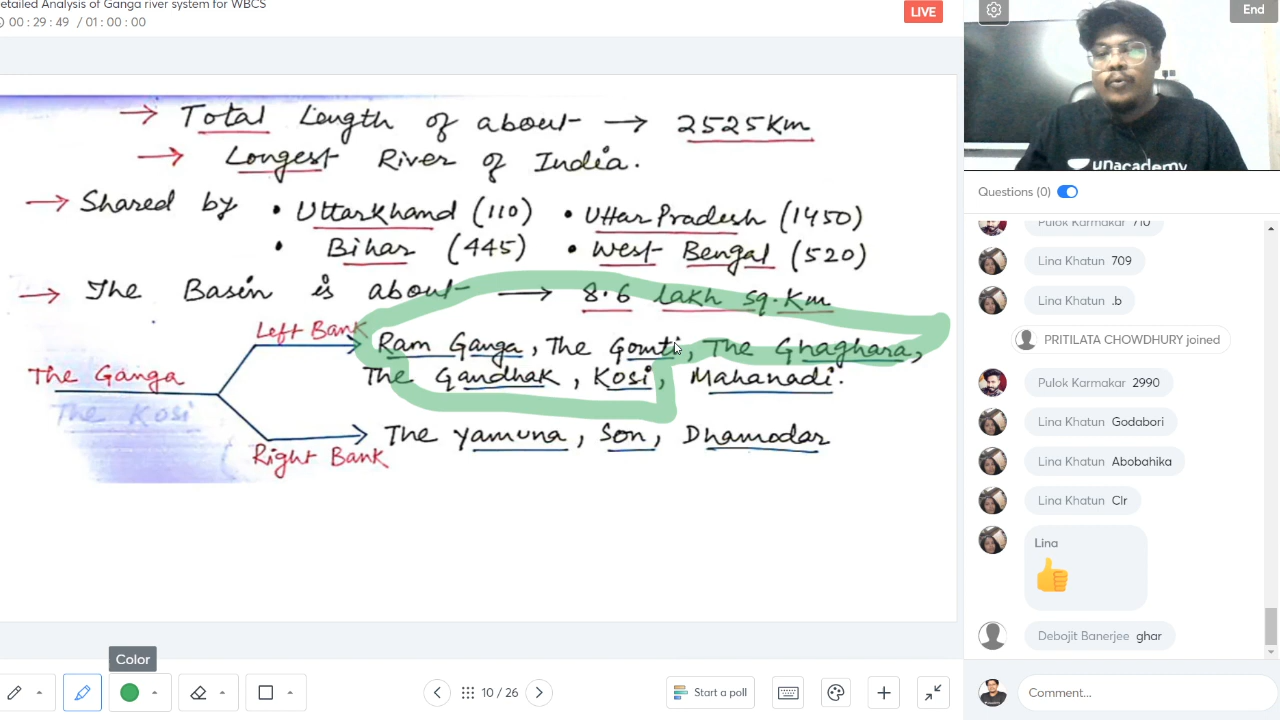 etailed Analysis of Ganga river system for WBCS
00 : 29 : 49 / 01 : 00 : 00
LIVE
End
→ Total Length of about → 2525Km
→ Longest River of India.
→ Shared by • Uttarkhand (110) • Uttar Pradesh (1450)
• Bihar (445) • West Bengal (520)
→ The Basin is about → 8.6 lakh sq. Km
Left Bank
Ram Ganga, The Gomti, The Ghaghara,
The Gandhak, Kosi, Mahanadi.
The Ganga
The Kosi
The Yamuna, Son, Dhamodar
Right Bank
unacademy
Questions (0)
Pulok Karmakar 710
Lina Khatun 709
Lina Khatun .b
PRITILATA CHOWDHURY joined
Pulok Karmakar 2990
Lina Khatun Godabori
Lina Khatun Abobahika
Lina Khatun Clr
Lina
Debojit Banerjee ghar
Color
10 / 26
Start a poll
Comment...